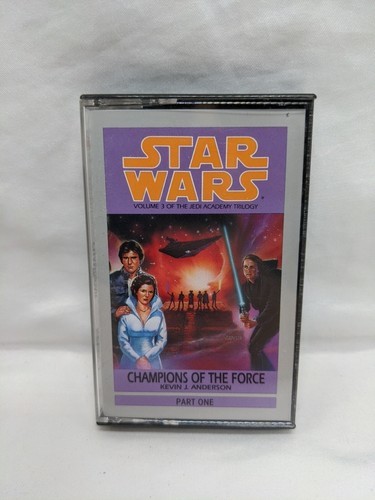 STAR
WARS
VOLUME 3 OF THE JEDI ACADEMY TRILOGY
CHAMPIONS OF THE FORCE
KEVIN J. ANDERSON
PART ONE